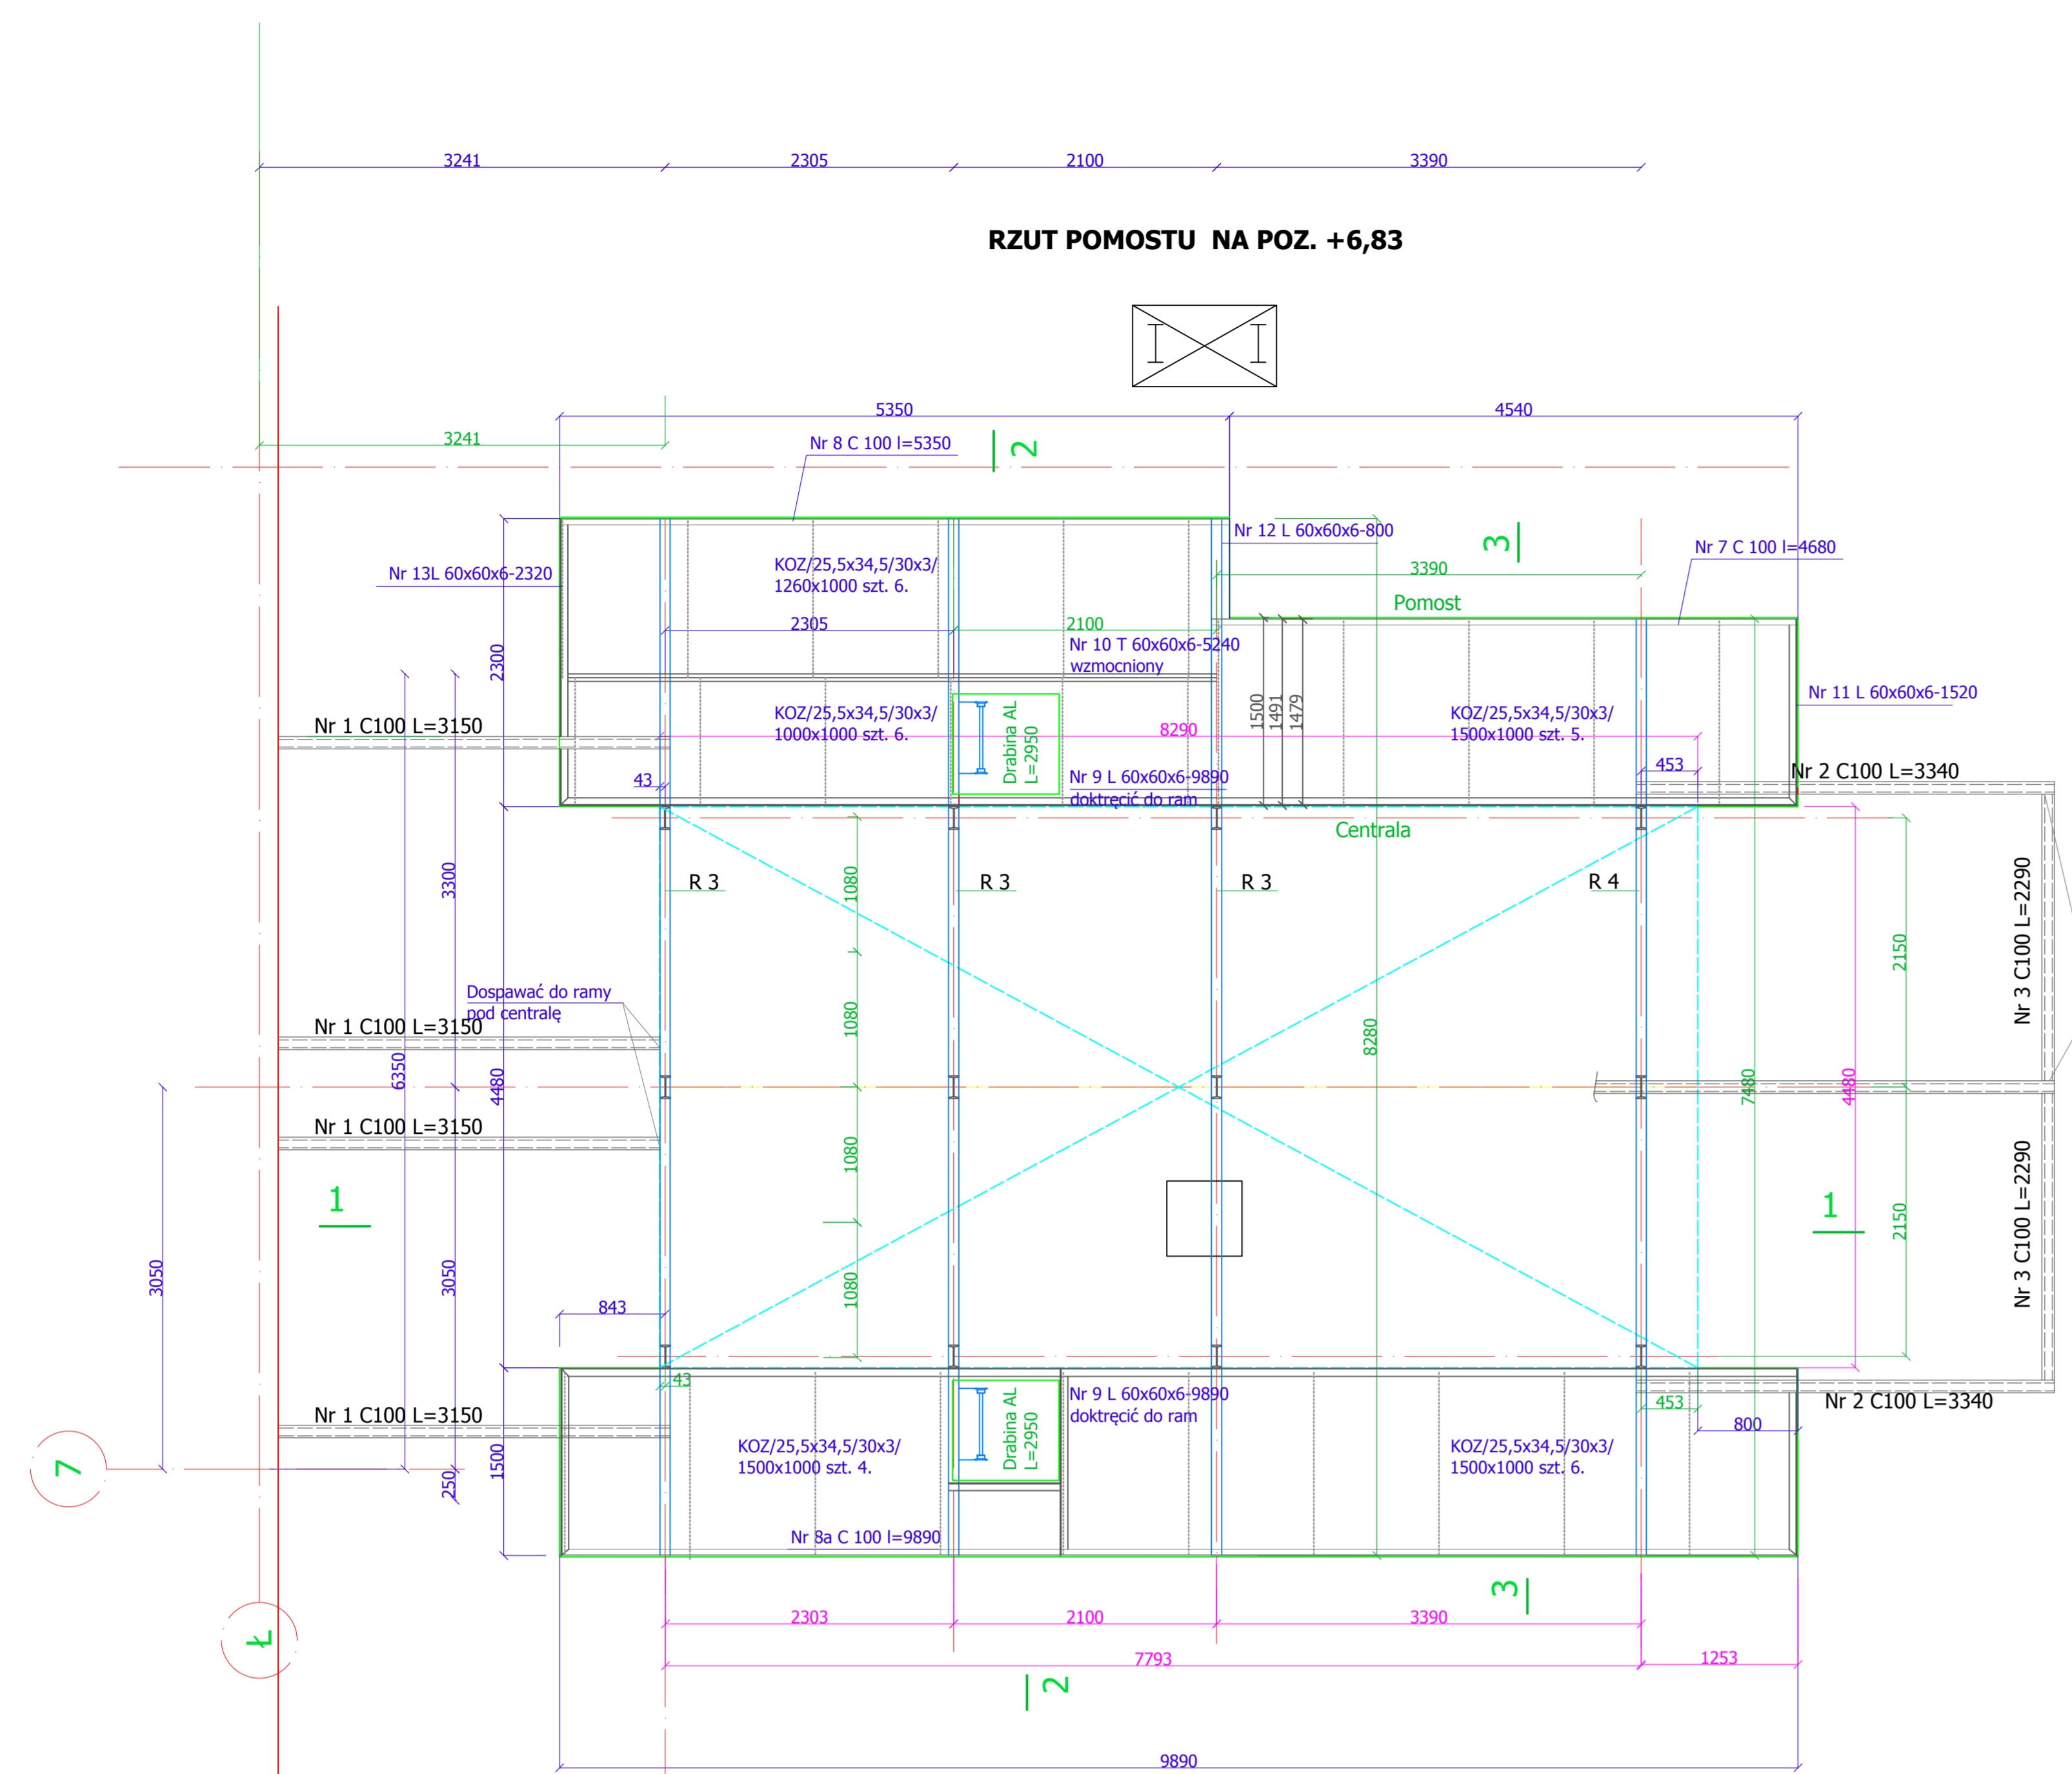 3241
2305
2100
3390
RZUT POMOSTU  NA POZ. +6,83
5350
4540
3241
Nr 8 C 100 l=5350
2
3
Nr 12 L 60x60x6-800
Nr 7 C 100 l=4680
Nr 13L 60x60x6-2320
KOZ/25,5x34,5/30x3/
1260x1000 szt. 6.
3390
Pomost
2305
2100
2300
Nr 10 T 60x60x6-5240
wzmocniony
Nr 11 L 60x60x6-1520
1500
1491
1479
Nr 1 C100 L=3150
KOZ/25,5x34,5/30x3/
1000x1000 szt. 6.
Drabina AL
L=2950
8290
KOZ/25,5x34,5/30x3/
1500x1000 szt. 5.
43
Nr 9 L 60x60x6-9890
doktręcić do ram
453
Nr 2 C100 L=3340
Centrala
R 3
R 3
R 3
R 4
1080
3300
2150
Nr 3 C100 L=2290
Dospawać do ramy
pod centralę
Nr 1 C100 L=3150
1080
8280
6350
4480
7480
4480
Nr 1 C100 L=3150
1080
1
1
2150
Nr 3 C100 L=2290
3050
3050
1080
843
43
Nr 9 L 60x60x6-9890
doktręcić do ram
453
Nr 2 C100 L=3340
800
Nr 1 C100 L=3150
Drabina AL
L=2950
KOZ/25,5x34,5/30x3/
1500x1000 szt. 4.
KOZ/25,5x34,5/30x3/
1500x1000 szt. 6.
7
250
1500
Nr 8a C 100 l=9890
3
Ł
2303
2100
3390
7793
1253
2
9890